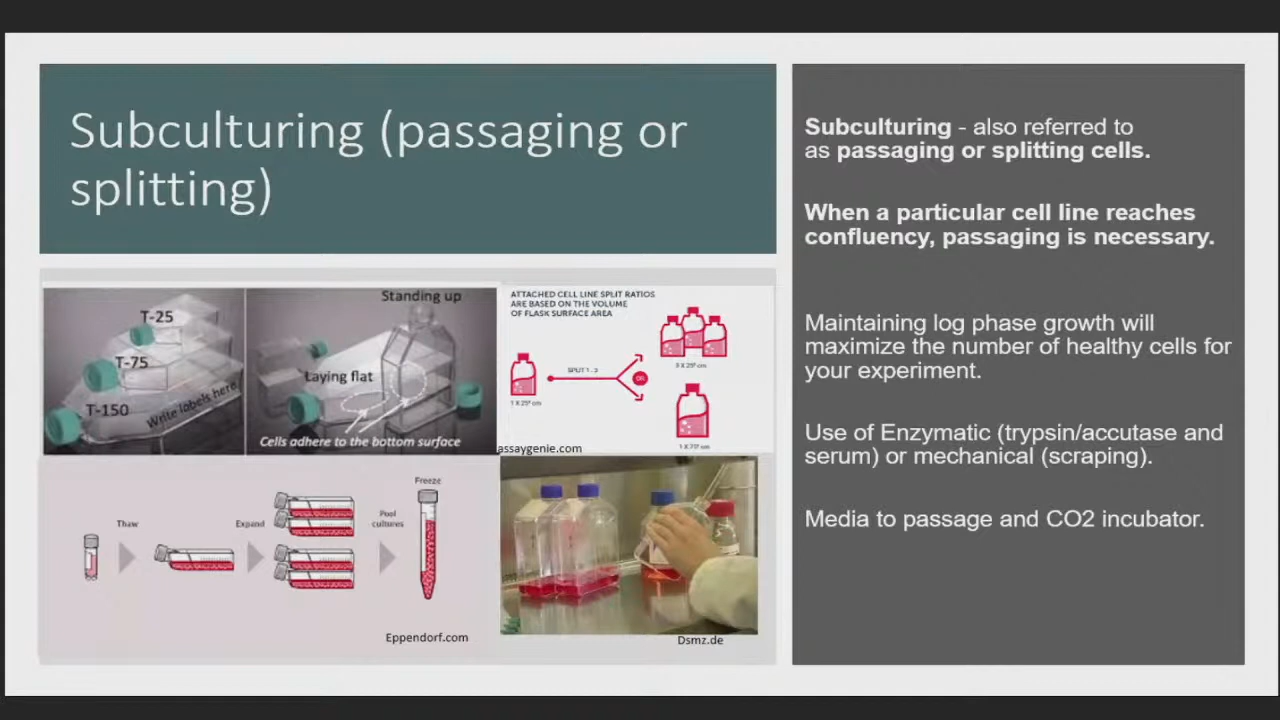 Subculturing (passaging or
splitting)
T-25
T-75
T-150
Write labels here
Standing up
Laying flat
Cells adhere to the bottom surface
ATTACHED CELL LINE SPLIT RATIOS
ARE BASED ON THE VOLUME
OF FLASK SURFACE AREA
OR
assaygenie.com
Thaw
Expand
Pool
cultures
Freeze
Eppendorf.com
Dsmz.de
Subculturing - also referred to
as passaging or splitting cells.
When a particular cell line reaches
confluency, passaging is necessary.
Maintaining log phase growth will
maximize the number of healthy cells for
your experiment.
Use of Enzymatic (trypsin/accutase and
serum) or mechanical (scraping).
Media to passage and CO2 incubator.